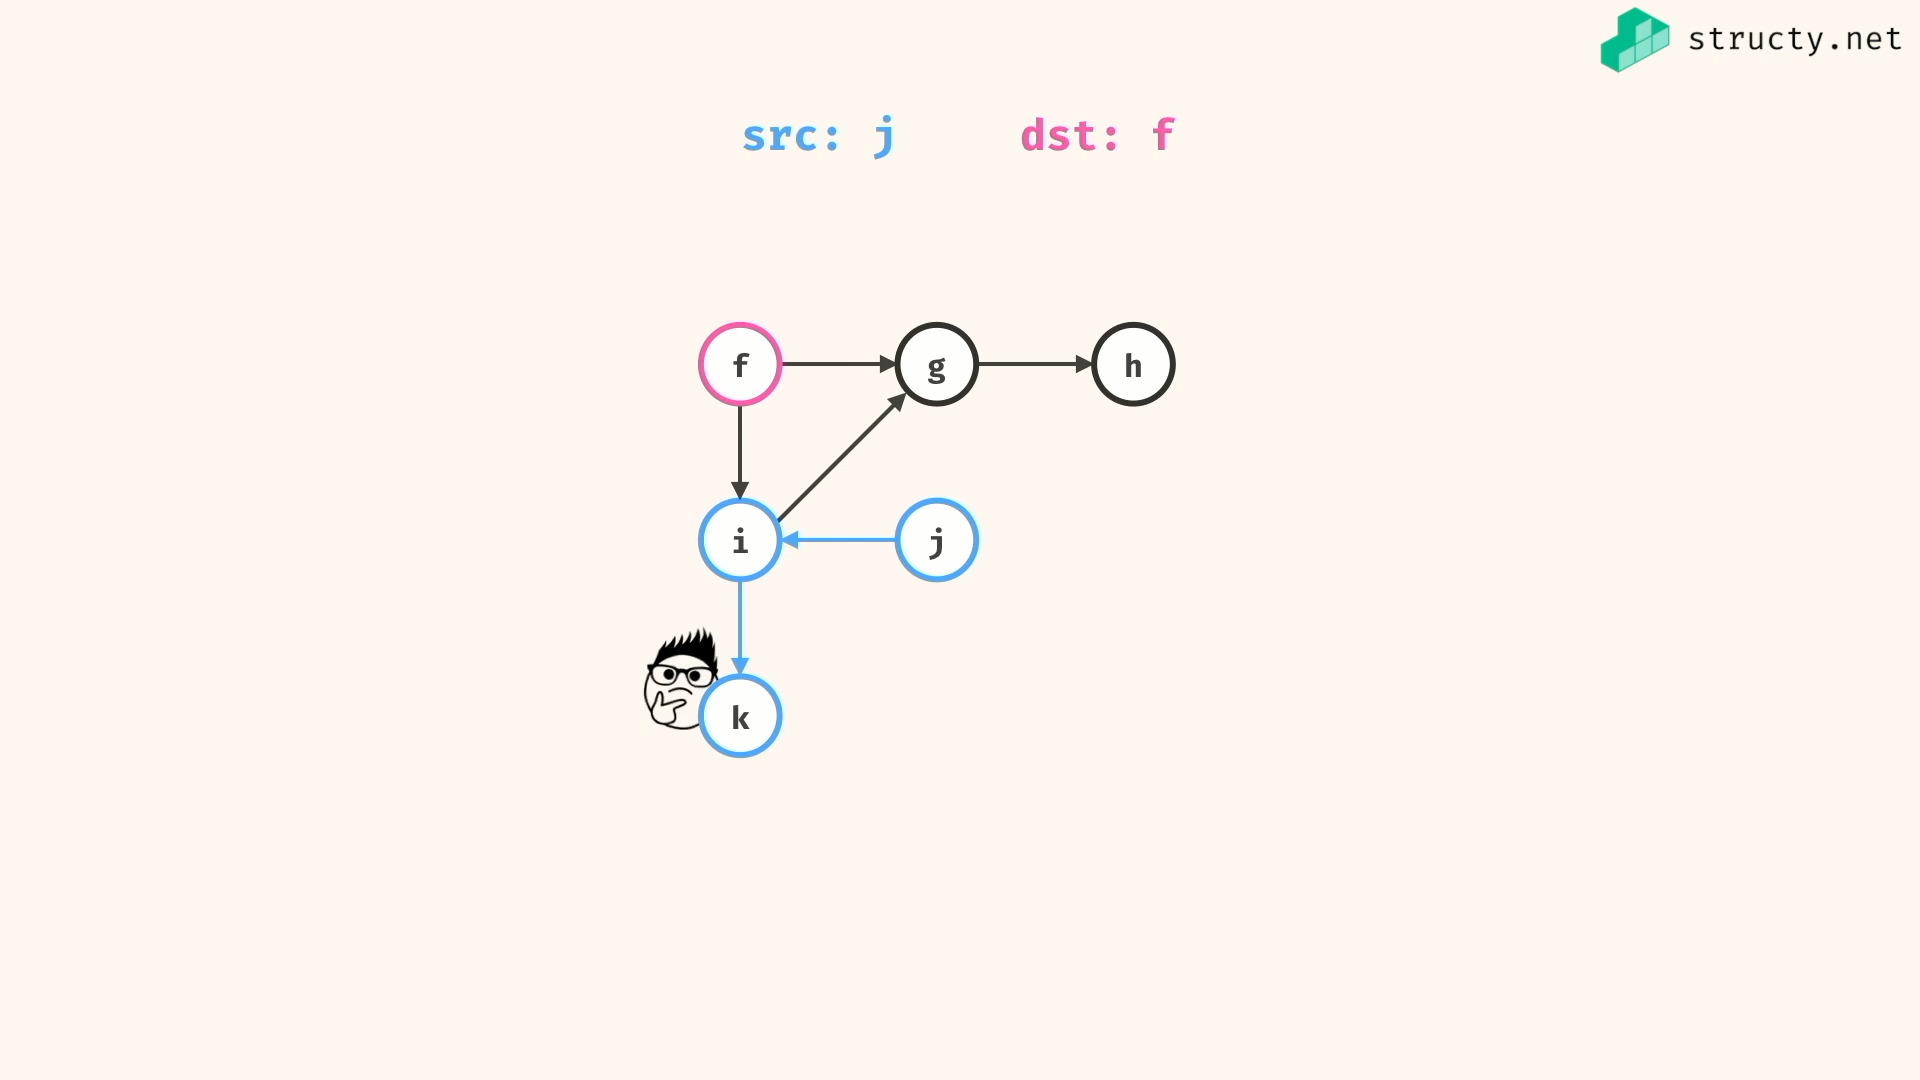 structy.net
src: j dst: f
f g h
i j
k